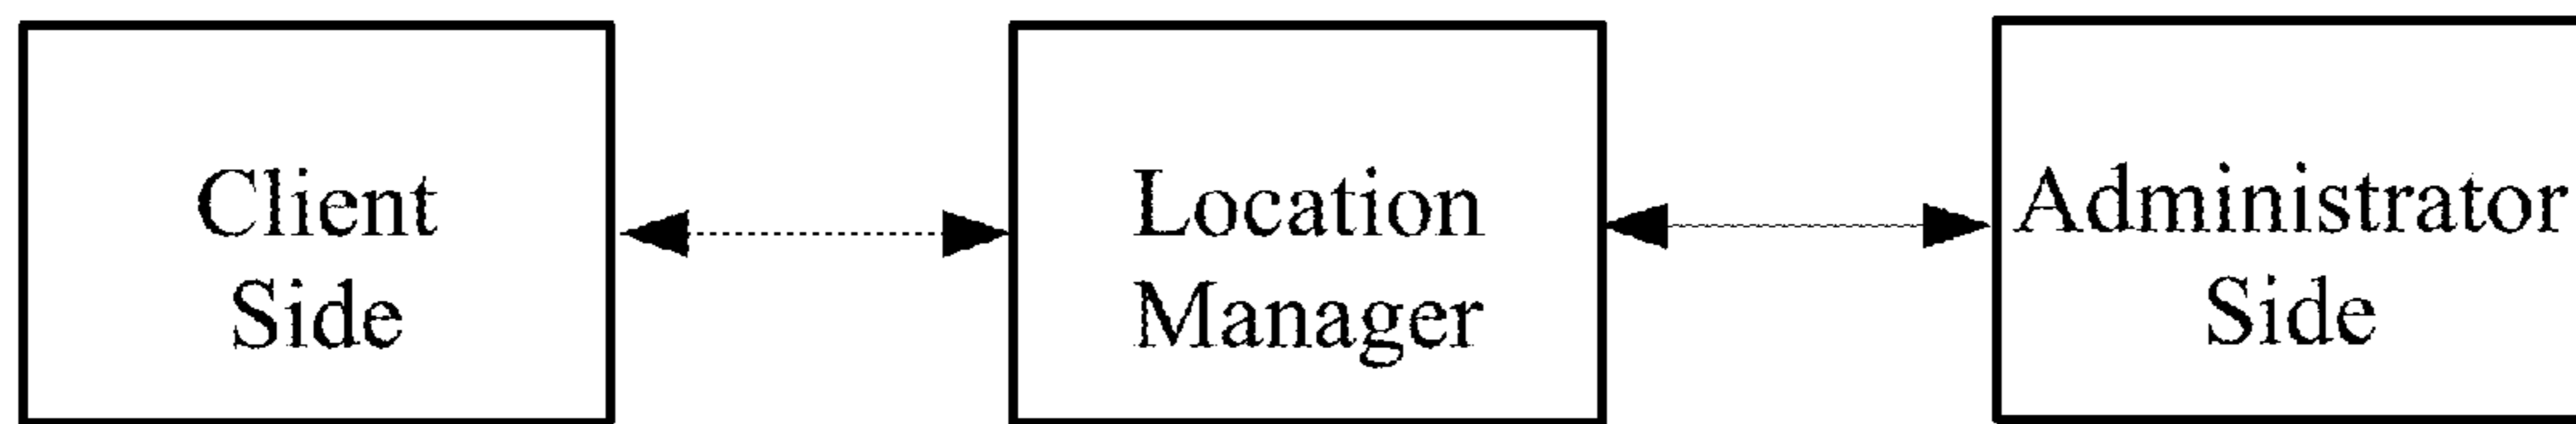 Client
Side
Location
Manager
Administrator
Side